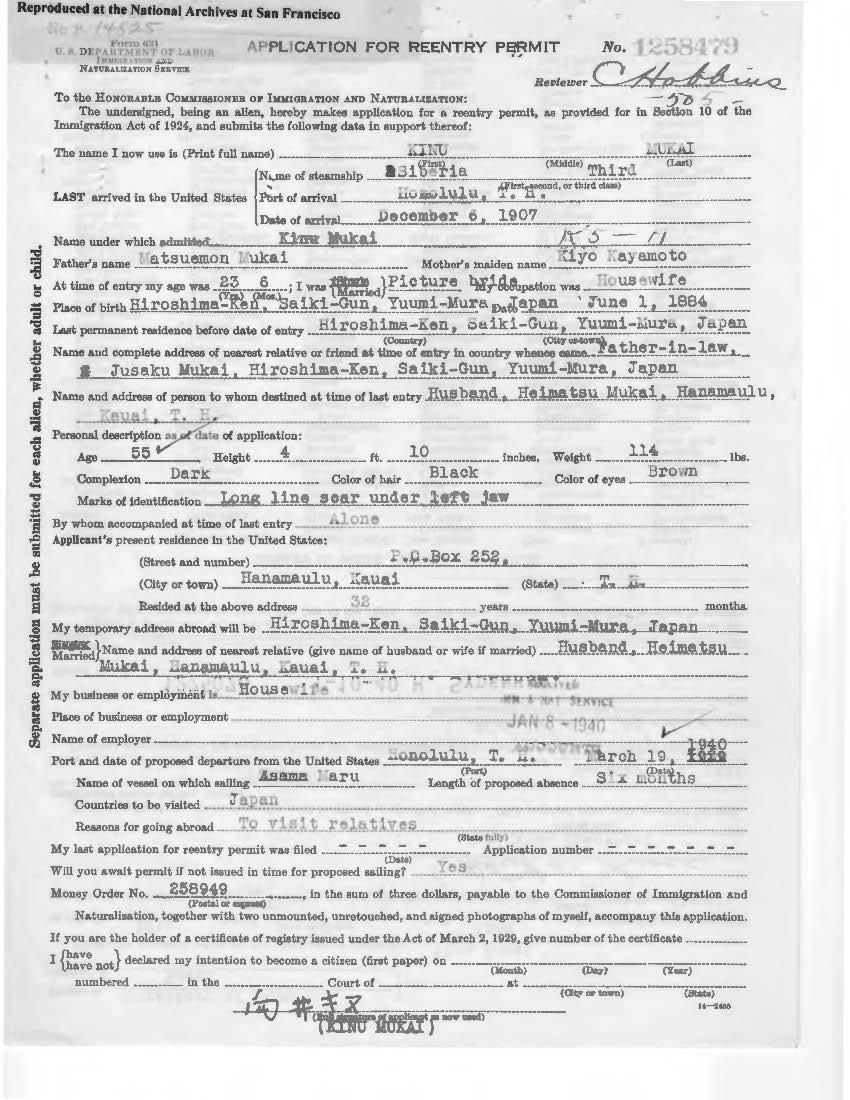 Reproduced at the National Archives at San Francisco
No. 14525
Form 631
U. S. DEPARTMENT OF LABOR
IMMIGRATION AND
NATURALIZATION SERVICE
APPLICATION FOR REENTRY PERMIT No. 1258479
Reviewer C Hobbins
To the HONORABLE COMMISSIONER OF IMMIGRATION AND NATURALIZATION:
The undersigned, being an alien, hereby makes application for a reentry permit, as provided for in Section 10 of the
Immigration Act of 1924, and submits the following data in support thereof:
The name I now use is (Print full name) KINU MUKAI
(First) (Middle) (Last)
Name of steamship Siberia Third
(First, second, or third class)
LAST arrived in the United States Port of arrival Honolulu, T. H.
Date of arrival December 6, 1907
Name under which admitted Kinu Mukai
Father's name Matsuemon Mukai Mother's maiden name Kiyo Kayamoto
At time of entry my age was 23 6 ; I was {Married} Picture bride My occupation was Housewife
(Yrs.) (Mos.)
Place of birth Hiroshima-Ken, Saiki-Gun, Yuumi-Mura, Japan Date June 1, 1884
Last permanent residence before date of entry Hiroshima-Ken, Saiki-Gun, Yuumi-Mura, Japan
(Country) (City or town)
Name and complete address of nearest relative or friend at time of entry in country whence came Father-in-law,
Jusaku Mukai, Hiroshima-Ken, Saiki-Gun, Yuumi-Mura, Japan
Name and address of person to whom destined at time of last entry Husband, Heimatsu Mukai, Hanamaulu,
Kauai, T. H.
Personal description as of date of application:
Age 55 Height 4 ft. 10 inches. Weight 114 lbs.
Complexion Dark Color of hair Black Color of eyes Brown
Marks of identification Long line scar under left jaw
By whom accompanied at time of last entry Alone
Applicant's present residence in the United States:
(Street and number) P.O.Box 252,
(City or town) Hanamaulu, Kauai (State) T. H.
Resided at the above address 32 years months
My temporary address abroad will be Hiroshima-Ken, Saiki-Gun, Yuumi-Mura, Japan
Married} Name and address of nearest relative (give name of husband or wife if married) Husband, Heimatsu
Mukai, Hanamaulu, Kauai, T. H.
RECEIVED
My business or employment is Housewife
IMM & NAT SERVICE
Place of business or employment
JAN 8 - 1940
Name of employer
ACCOUNTS
1940
Port and date of proposed departure from the United States Honolulu, T. H. March 19,
(Port) (Date)
Name of vessel on which sailing Asama Maru Length of proposed absence Six months
Countries to be visited Japan
Reasons for going abroad To visit relatives
(State fully)
My last application for reentry permit was filed - - - - - - Application number - - - - - - -
(Date)
Will you await permit if not issued in time for proposed sailing? Yes
Money Order No. 258949 , in the sum of three dollars, payable to the Commissioner of Immigration and
(Postal or express)
Naturalization, together with two unmounted, unretouched, and signed photographs of myself, accompany this application.
If you are the holder of a certificate of registry issued under the Act of March 2, 1929, give number of the certificate
I {have / have not} declared my intention to become a citizen (first paper) on
(Month) (Day) (Year)
numbered in the Court of at
(City or town) (State)
14—2485
向井キヌ
(Full signature of applicant as now used)
(KINU MUKAI)
Separate application must be submitted for each alien, whether adult or child.